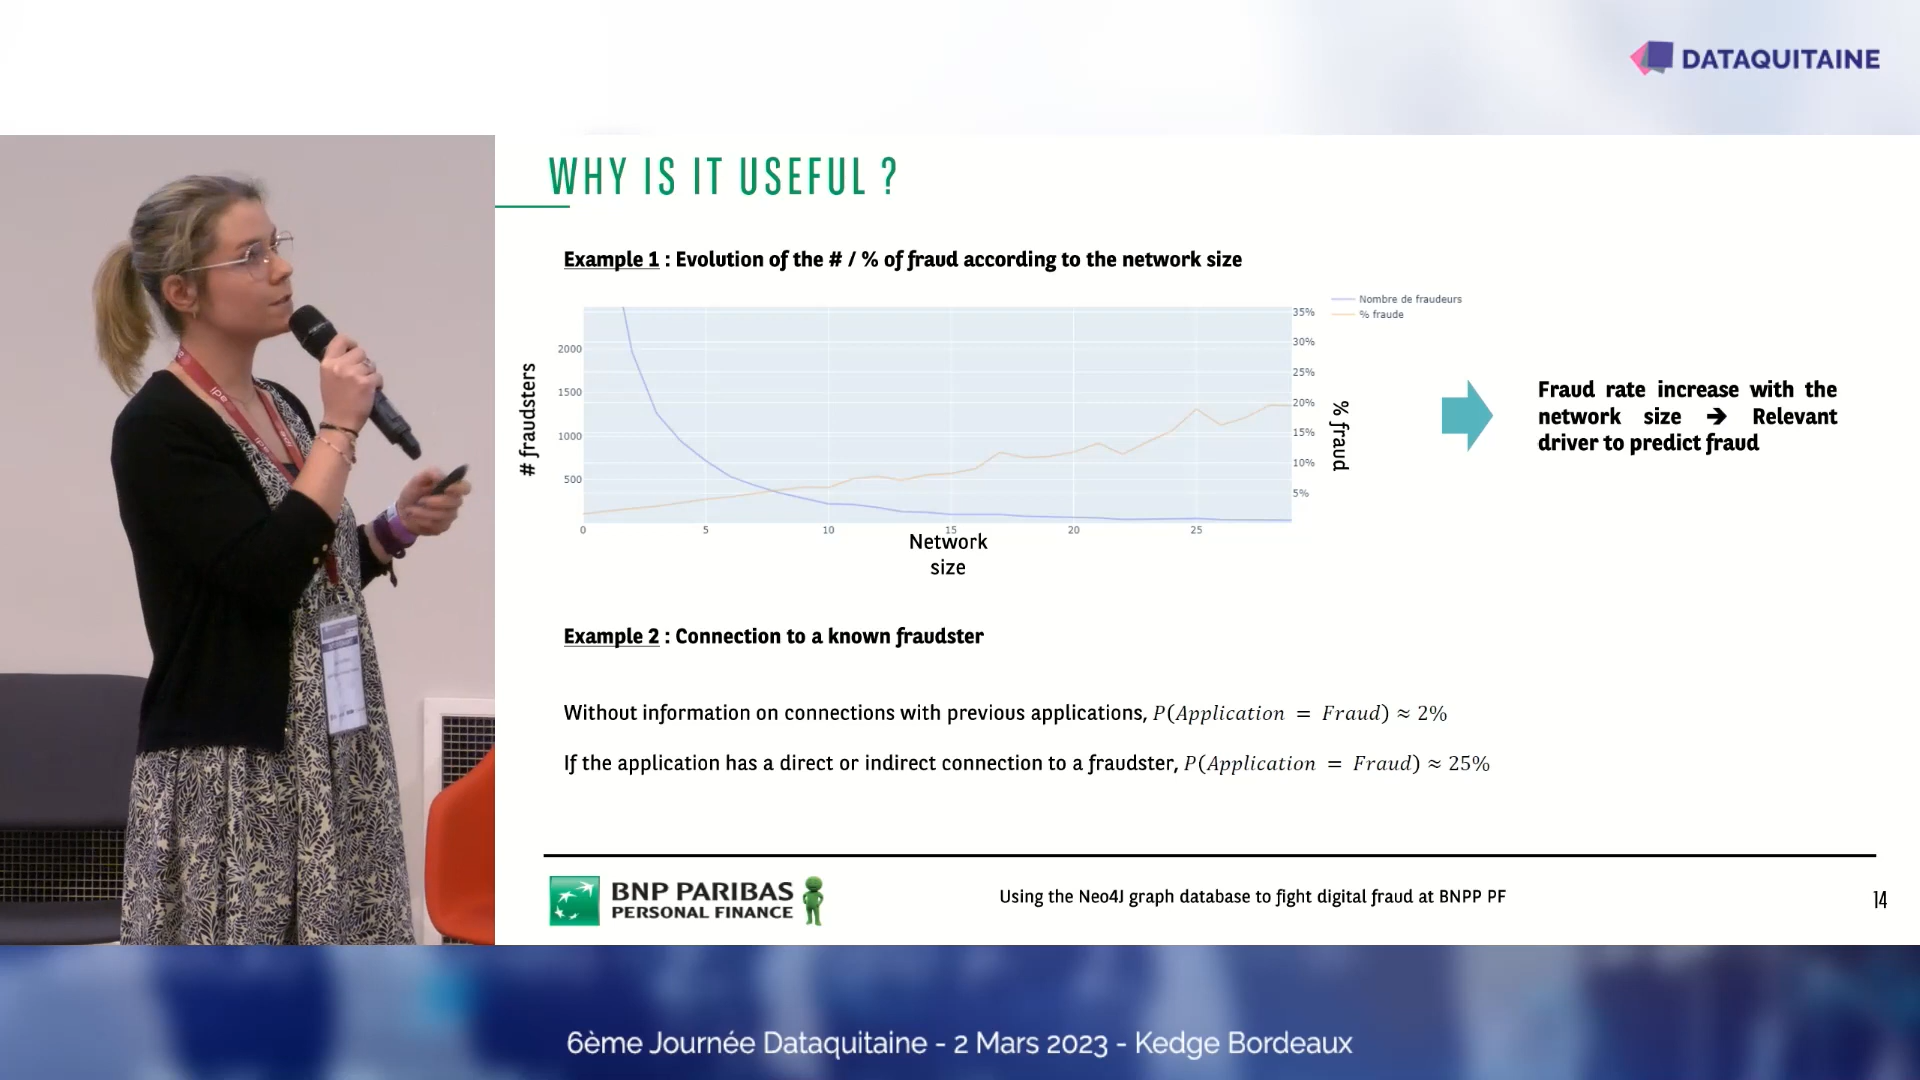 DATAQUITAINE
WHY IS IT USEFUL ?
Example 1 : Evolution of the # / % of fraud according to the network size
Nombre de fraudeurs
% fraude
# fraudsters
2000
1500
1000
500
35%
30%
25%
20%
15%
10%
5%
% fraud
0 5 10 15 20 25
Network
size
Fraud rate increase with the
network size ➔ Relevant
driver to predict fraud
Example 2 : Connection to a known fraudster
Without information on connections with previous applications, P(Application = Fraud) ≈ 2%
If the application has a direct or indirect connection to a fraudster, P(Application = Fraud) ≈ 25%
BNP PARIBAS
PERSONAL FINANCE
Using the Neo4J graph database to fight digital fraud at BNPP PF
14
6ème Journée Dataquitaine - 2 Mars 2023 - Kedge Bordeaux